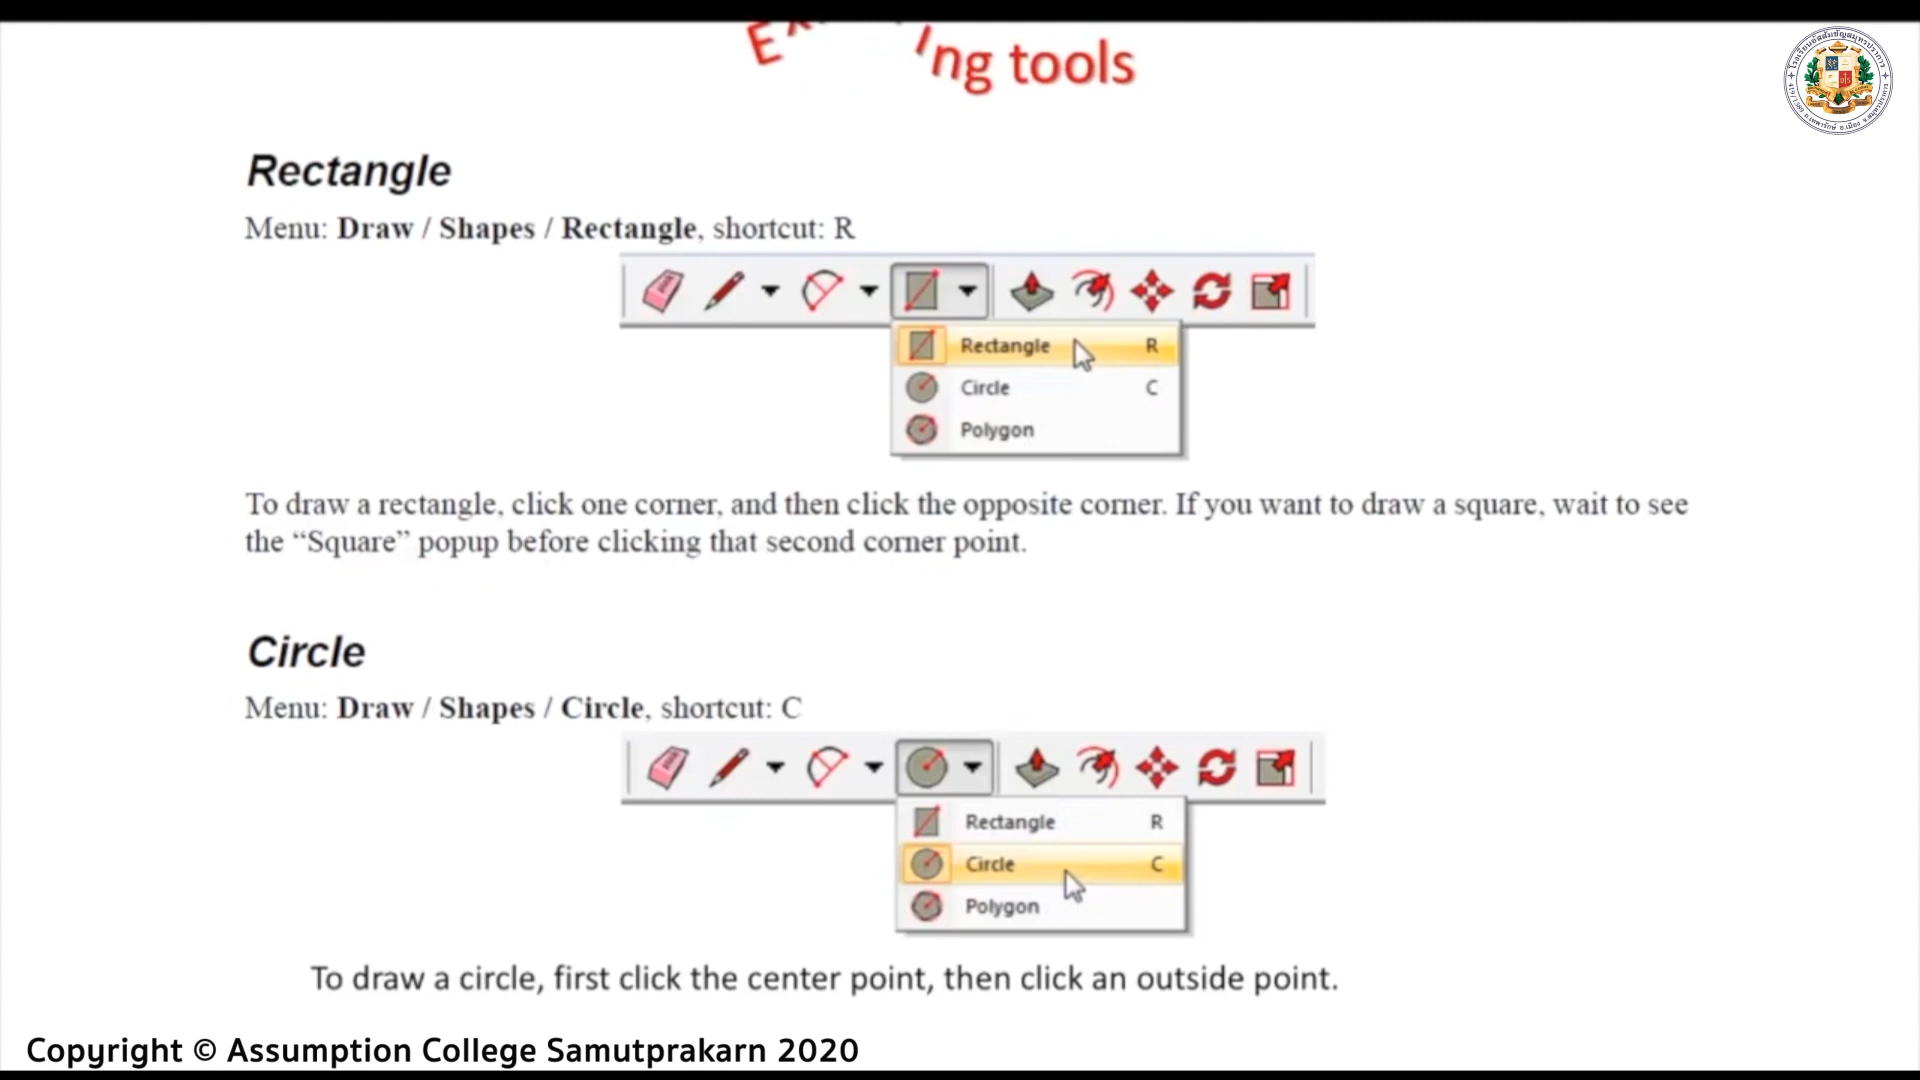 ing tools
Rectangle
Menu: Draw / Shapes / Rectangle, shortcut: R
Rectangle R
Circle C
Polygon
To draw a rectangle, click one corner, and then click the opposite corner. If you want to draw a square, wait to see
the “Square” popup before clicking that second corner point.
Circle
Menu: Draw / Shapes / Circle, shortcut: C
Rectangle R
Circle C
Polygon
To draw a circle, first click the center point, then click an outside point.
Copyright © Assumption College Samutprakarn 2020